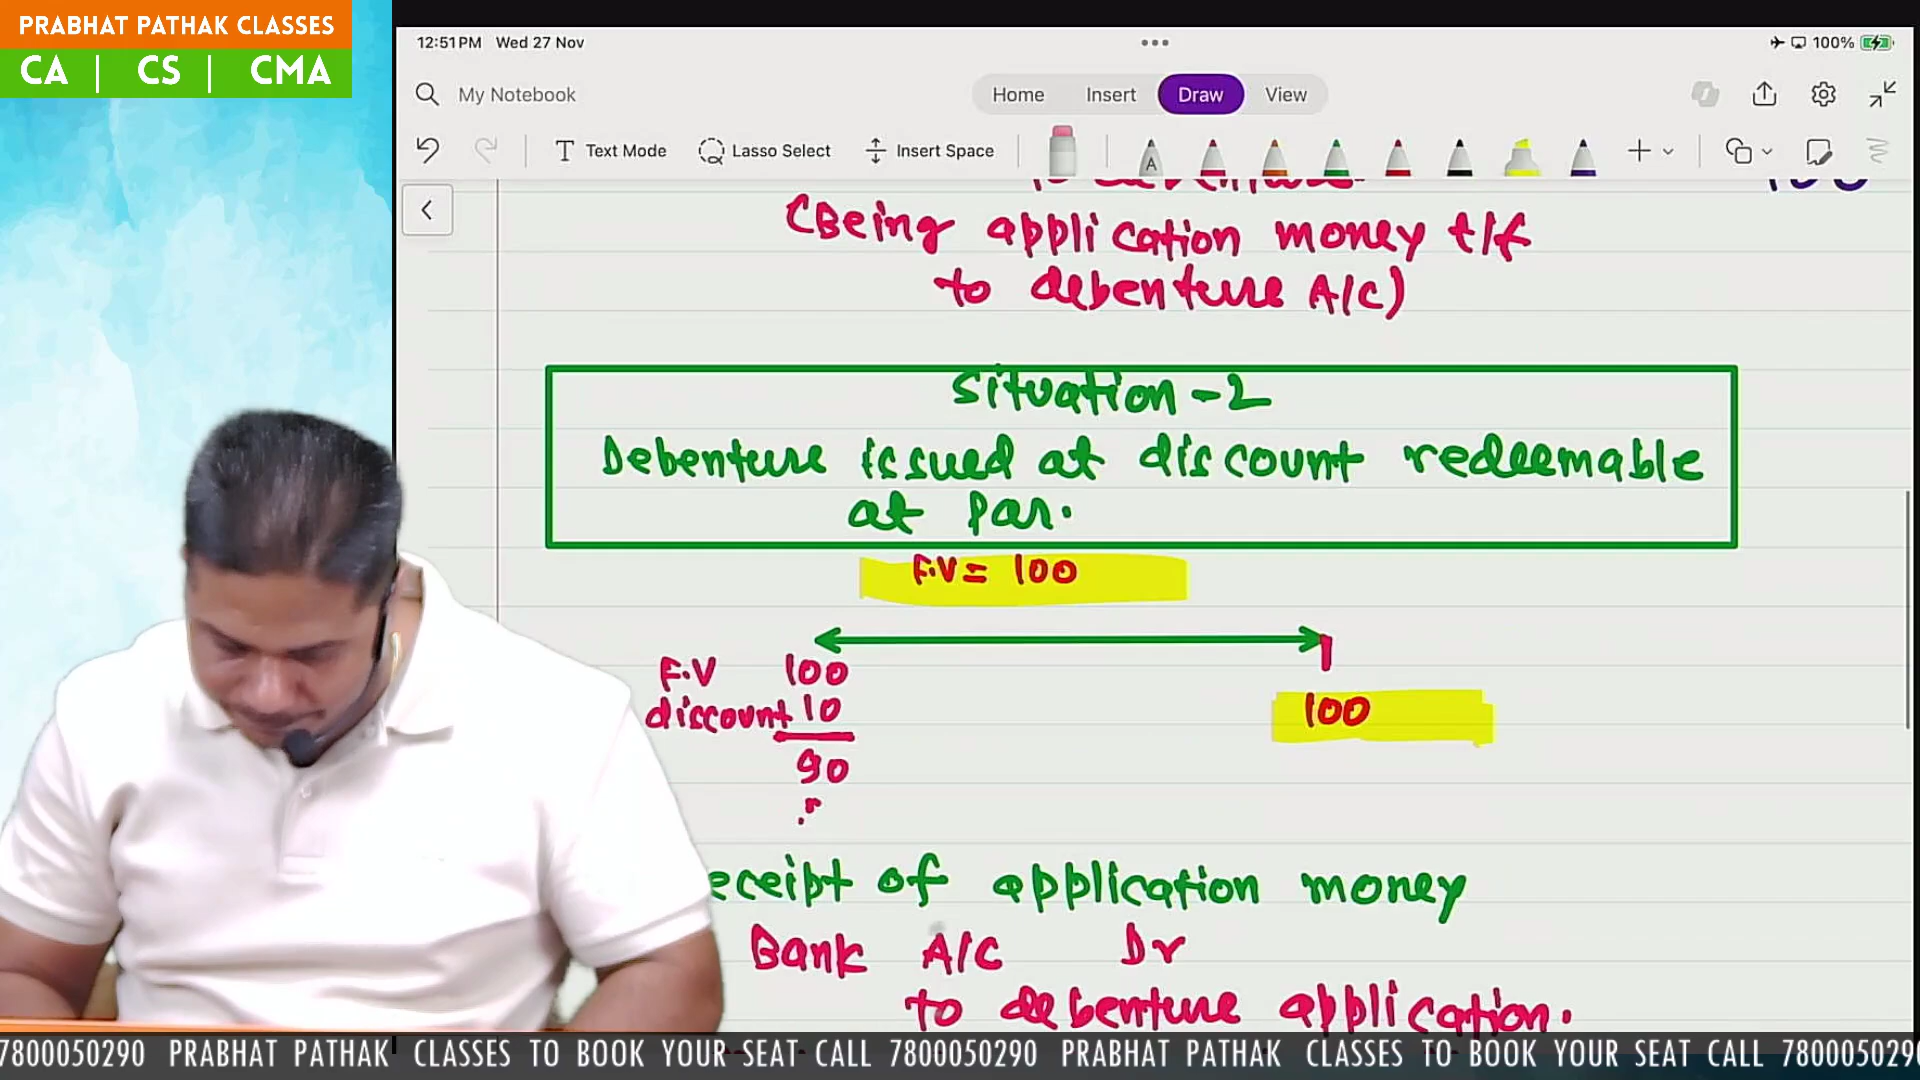 PRABHAT PATHAK CLASSES
CA | CS | CMA
12:51 PM Wed 27 Nov
100%
My Notebook
Home Insert Draw View
Text Mode Lasso Select Insert Space
100
(Being application money t/f
to debenture A/C)
Situation-2
Debenture issued at discount redeemable
at Par.
F.V = 100
F.V 100
discount 10
90
100
eceipt of application money
Bank A/C Dr
to debenture application.
7800050290 PRABHAT PATHAK CLASSES TO BOOK YOUR SEAT CALL 7800050290 PRABHAT PATHAK CLASSES TO BOOK YOUR SEAT CALL 780005029